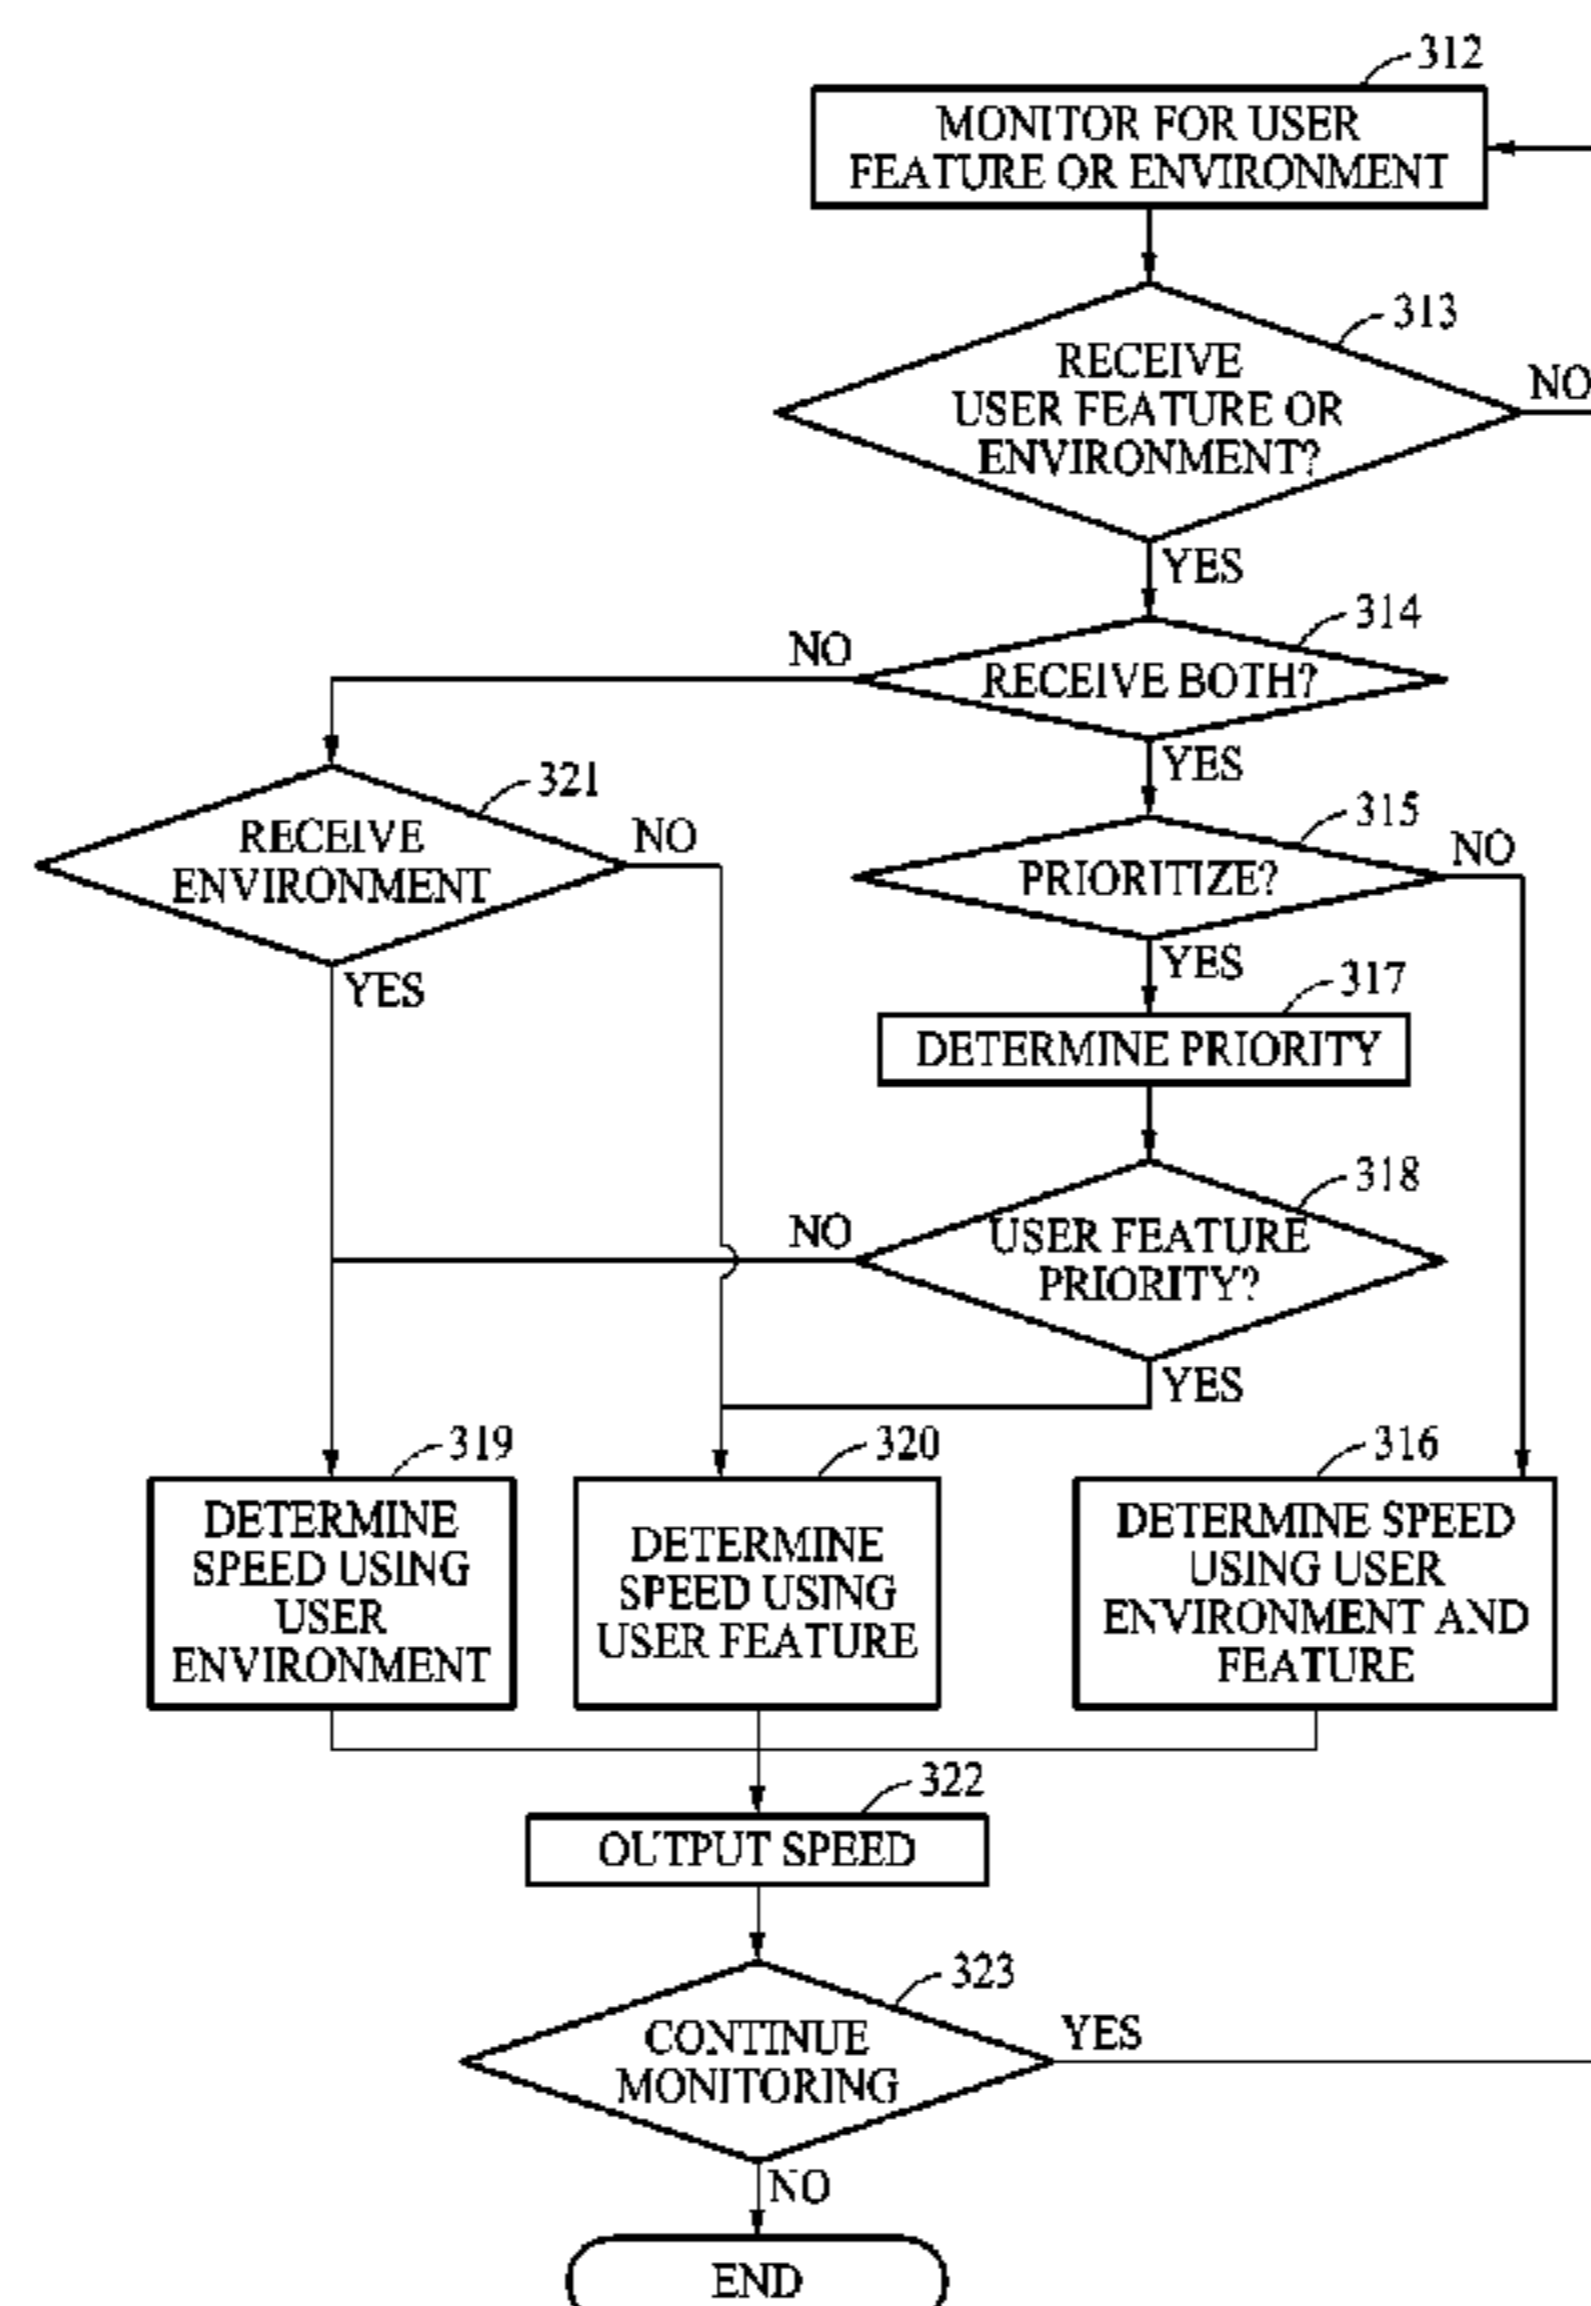 312
MONITOR FOR USER
FEATURE OR ENVIRONMENT
313
RECEIVE
USER FEATURE OR
ENVIRONMENT?
NO
YES
314
NO
RECEIVE BOTH?
YES
321
RECEIVE
ENVIRONMENT
NO
YES
315
PRIORITIZE?
NO
YES
317
DETERMINE PRIORITY
318
NO
USER FEATURE
PRIORITY?
YES
319
DETERMINE
SPEED USING
USER
ENVIRONMENT
320
DETERMINE
SPEED USING
USER FEATURE
316
DETERMINE SPEED
USING USER
ENVIRONMENT AND
FEATURE
322
OUTPUT SPEED
323
CONTINUE
MONITORING
YES
NO
END